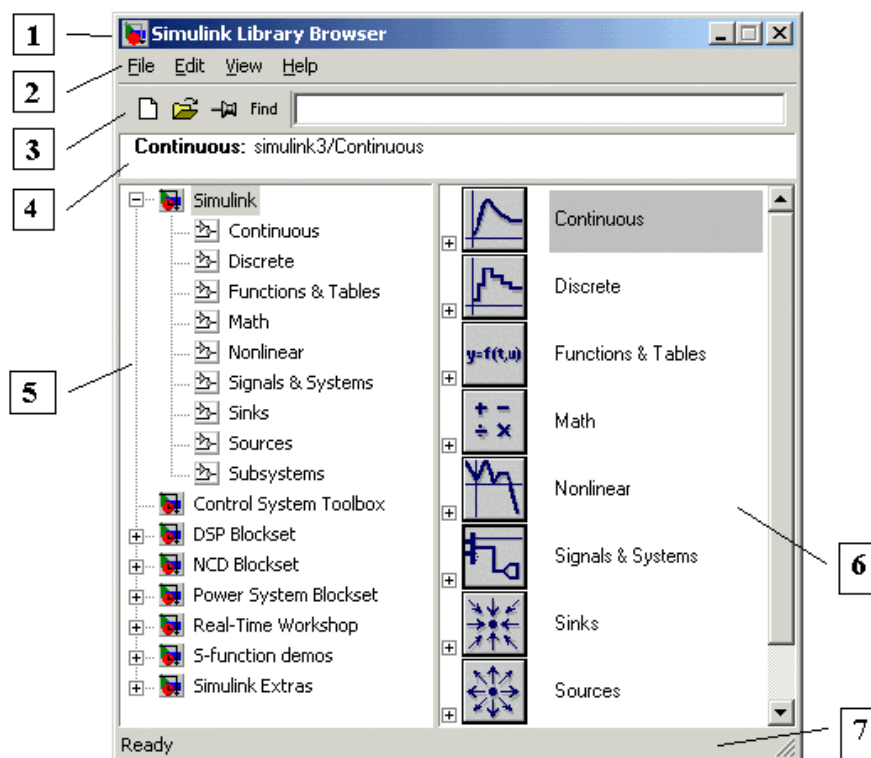 1
Simulink Library Browser
2
File Edit View Help
3
Find
4
Continuous: simulink3/Continuous
5
Simulink
Continuous
Discrete
Functions & Tables
Math
Nonlinear
Signals & Systems
Sinks
Sources
Subsystems
Control System Toolbox
DSP Blockset
NCD Blockset
Power System Blockset
Real-Time Workshop
S-function demos
Simulink Extras
Continuous
Discrete
y=f(t,u)
Functions & Tables
+ −
÷ ×
Math
Nonlinear
Signals & Systems
Sinks
Sources
6
7
Ready